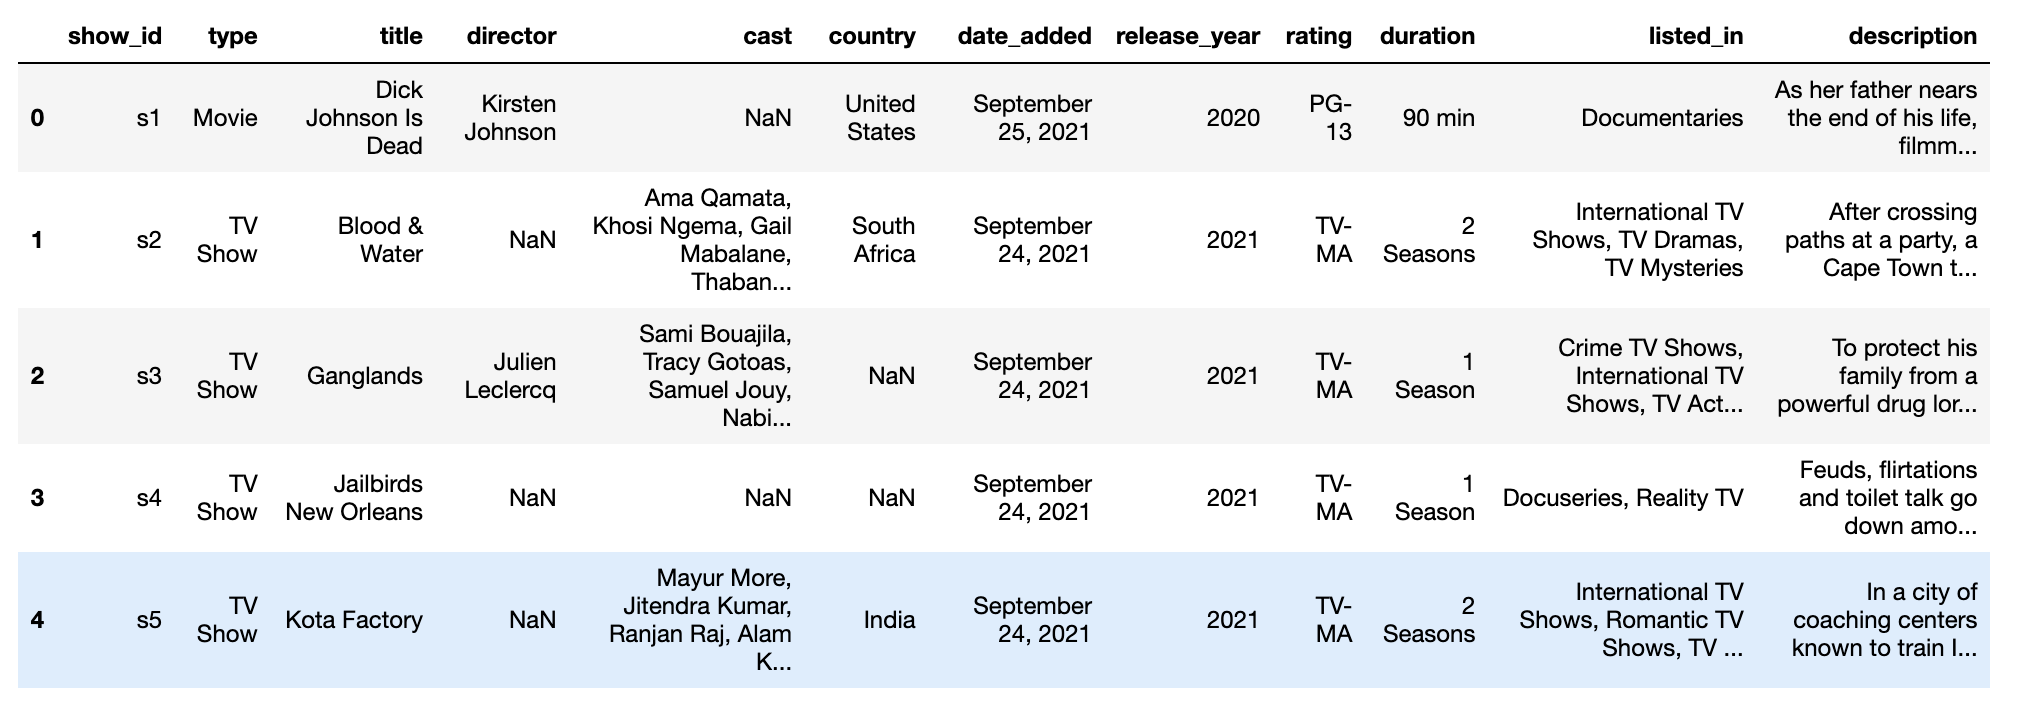 show_id type title director cast country date_added release_year rating duration listed_in description
0 s1 Movie Dick Johnson Is Dead Kirsten Johnson NaN United States September 25, 2021 2020 PG-13 90 min Documentaries As her father nears the end of his life, filmm...
1 s2 TV Show Blood & Water NaN Ama Qamata, Khosi Ngema, Gail Mabalane, Thaban... South Africa September 24, 2021 2021 TV-MA 2 Seasons International TV Shows, TV Dramas, TV Mysteries After crossing paths at a party, a Cape Town t...
2 s3 TV Show Ganglands Julien Leclercq Sami Bouajila, Tracy Gotoas, Samuel Jouy, Nabi... NaN September 24, 2021 2021 TV-MA 1 Season Crime TV Shows, International TV Shows, TV Act... To protect his family from a powerful drug lor...
3 s4 TV Show Jailbirds New Orleans NaN NaN NaN September 24, 2021 2021 TV-MA 1 Season Docuseries, Reality TV Feuds, flirtations and toilet talk go down amo...
4 s5 TV Show Kota Factory NaN Mayur More, Jitendra Kumar, Ranjan Raj, Alam K... India September 24, 2021 2021 TV-MA 2 Seasons International TV Shows, Romantic TV Shows, TV ... In a city of coaching centers known to train I...